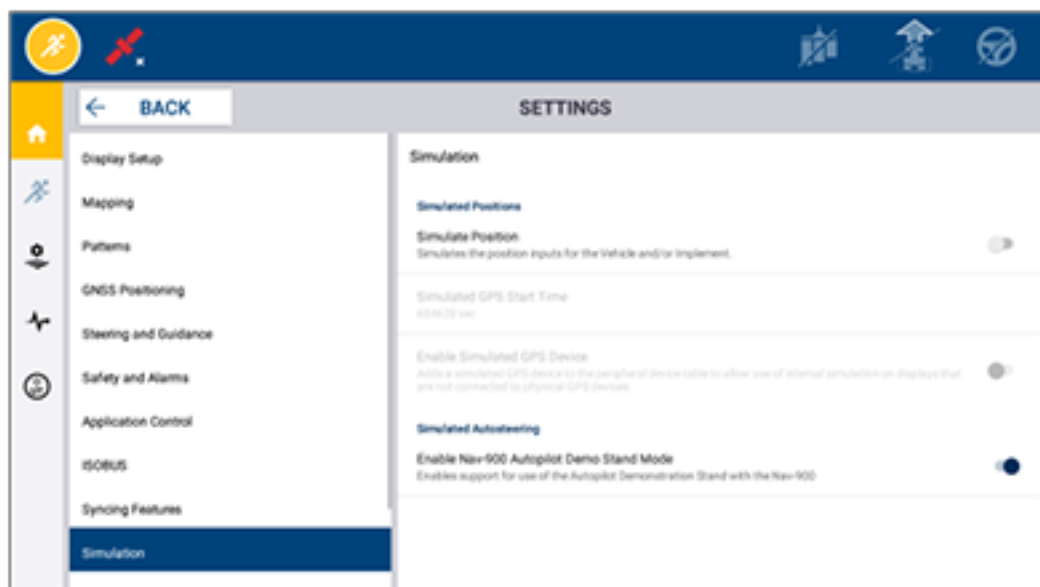 BACK
SETTINGS
Display Setup
Mapping
Patterns
GNSS Positioning
Steering and Guidance
Safety and Alarms
Application Control
ISOBUS
Syncing Features
Simulation
Simulation
Simulated Positions
Simulate Position
Simulates the position inputs for the Vehicle and/or Implement.
Simulated GPS Start Time
604620 sec
Enable Simulated GPS Device
Adds a simulated GPS device to the peripheral device table to allow use of internal simulation on displays that
are not connected to physical GPS devices.
Simulated Autosteering
Enable Nav-900 Autopilot Demo Stand Mode
Enables support for use of the Autopilot Demonstration Stand with the Nav-900